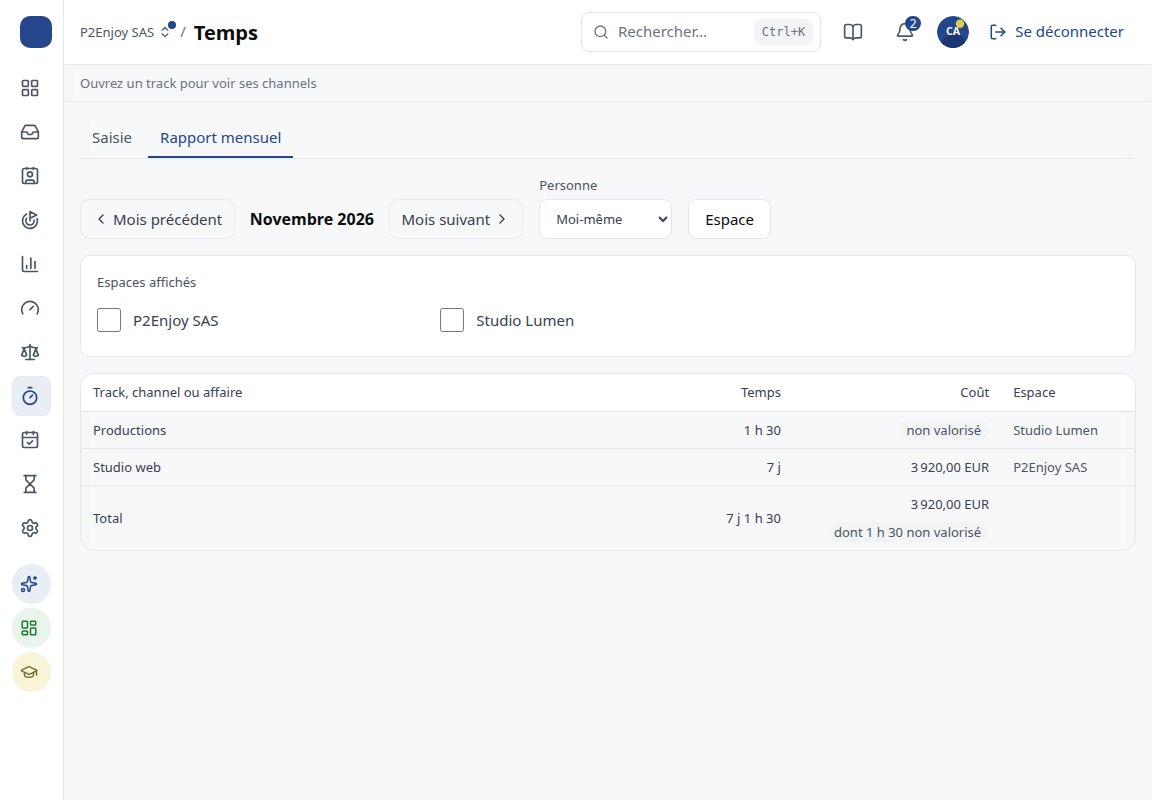 P2Enjoy SAS / Temps
Rechercher... Ctrl+K
2
CA
Se déconnecter
Ouvrez un track pour voir ses channels
Saisie Rapport mensuel
Personne
Mois précédent Novembre 2026 Mois suivant Moi-même Espace
Espaces affichés
P2Enjoy SAS Studio Lumen
Track, channel ou affaire Temps Coût Espace
Productions 1 h 30 non valorisé Studio Lumen
Studio web 7 j 3 920,00 EUR P2Enjoy SAS
Total 7 j 1 h 30 3 920,00 EUR
dont 1 h 30 non valorisé